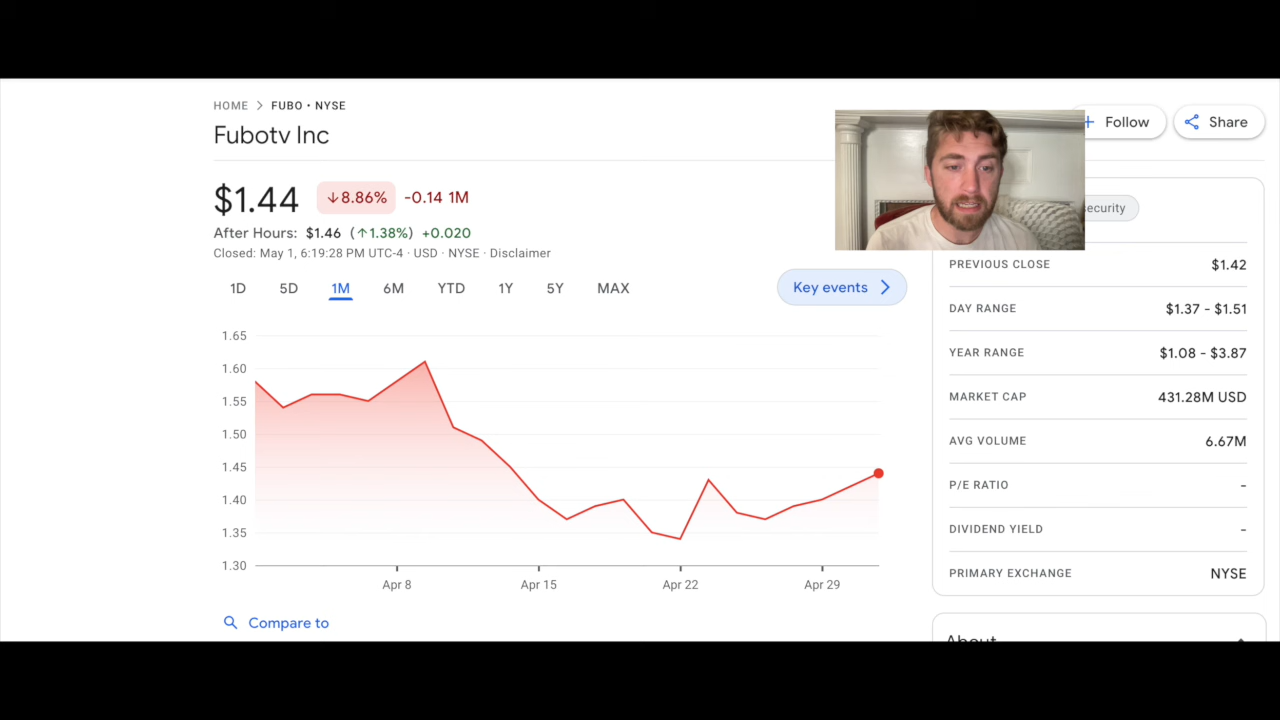 HOME > FUBO • NYSE
Fubotv Inc
+ Follow
Share
$1.44 ↓8.86% -0.14 1M
After Hours: $1.46 (↑1.38%) +0.020
Closed: May 1, 6:19:28 PM UTC-4 · USD · NYSE · Disclaimer
1D 5D 1M 6M YTD 1Y 5Y MAX
Key events >
1.65
1.60
1.55
1.50
1.45
1.40
1.35
1.30
Apr 8 Apr 15 Apr 22 Apr 29
Compare to
ecurity
PREVIOUS CLOSE $1.42
DAY RANGE $1.37 - $1.51
YEAR RANGE $1.08 - $3.87
MARKET CAP 431.28M USD
AVG VOLUME 6.67M
P/E RATIO -
DIVIDEND YIELD -
PRIMARY EXCHANGE NYSE
About